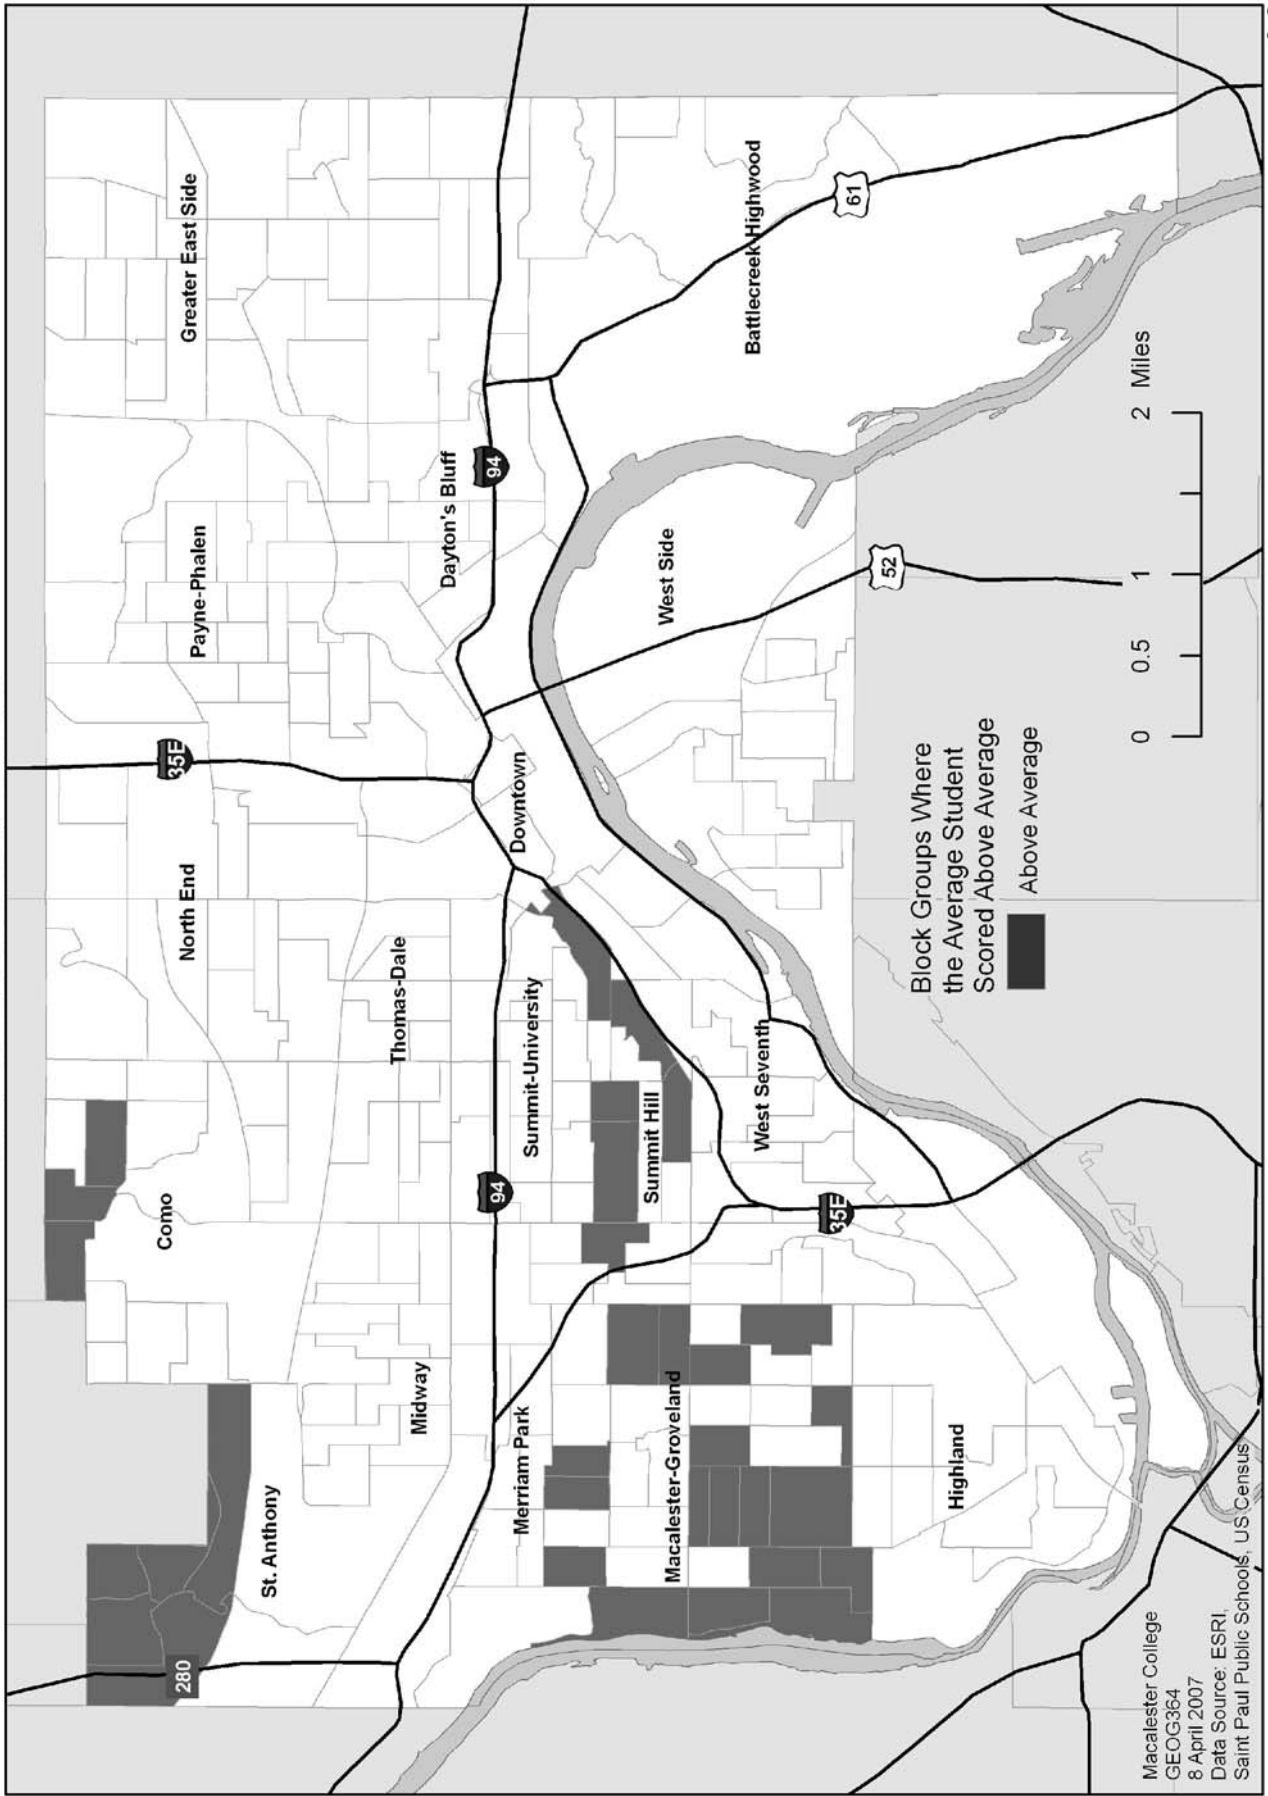 Greater East Side
Payne-Phalen
35E
North End
Como
St. Anthony
280
Dayton's Bluff
94
Thomas-Dale
Midway
94
Downtown
Summit-University
Merriam Park
Battlecreek-Highwood
61
West Side
Summit Hill
Macalester-Groveland
52
West Seventh
35E
Highland
Block Groups Where
the Average Student
Scored Above Average
Above Average
0 0.5 1 2 Miles
Macalester College
GEOG364
8 April 2007
Data Source: ESRI,
Saint Paul Public Schools, US Census